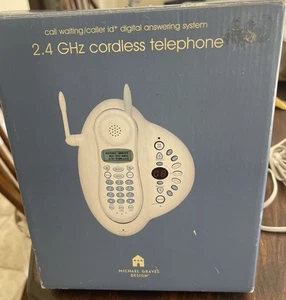 call waiting/caller id* digital answering system
2.4 GHz cordless telephone
MICHAEL GRAVES
DESIGN